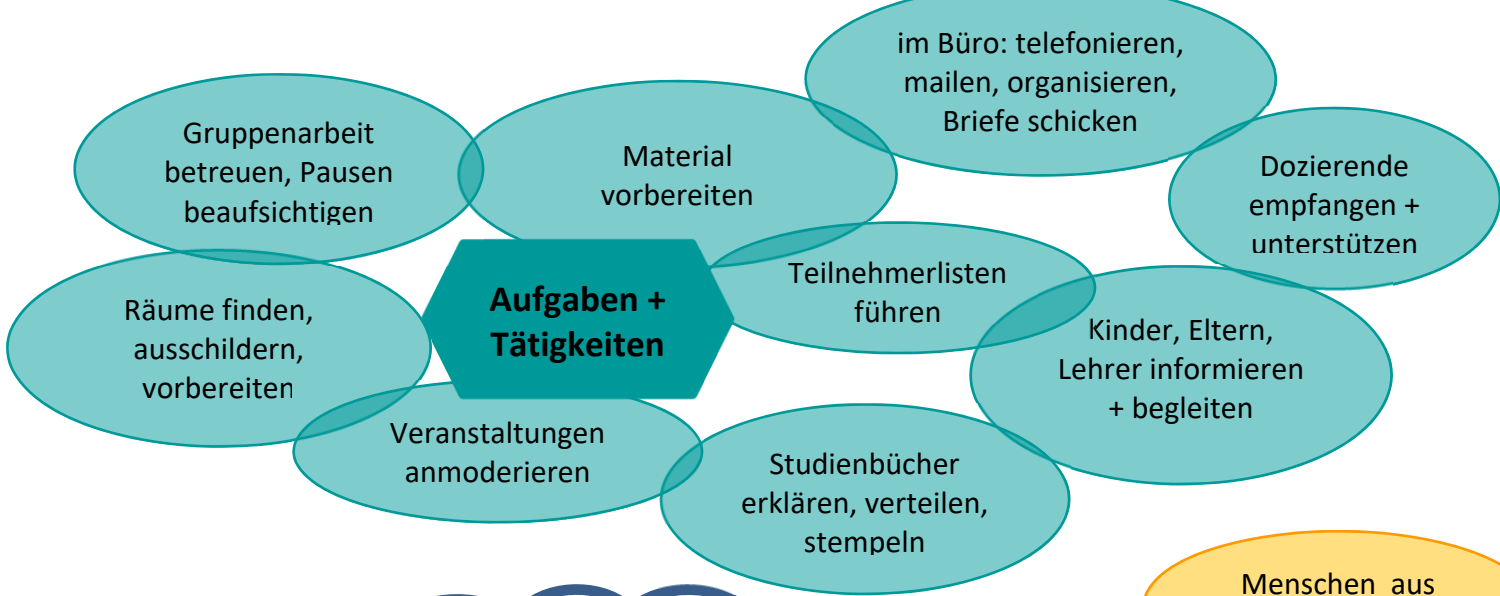 im Büro: telefonieren,
mailen, organisieren,
Briefe schicken
Gruppenarbeit
betreuen, Pausen
beaufsichtigen
Material
vorbereiten
Dozierende
empfangen +
unterstützen
Aufgaben +
Tätigkeiten
Teilnehmerlisten
führen
Räume finden,
ausschildern,
vorbereiten
Kinder, Eltern,
Lehrer informieren
+ begleiten
Veranstaltungen
anmoderieren
Studienbücher
erklären, verteilen,
stempeln
Menschen aus